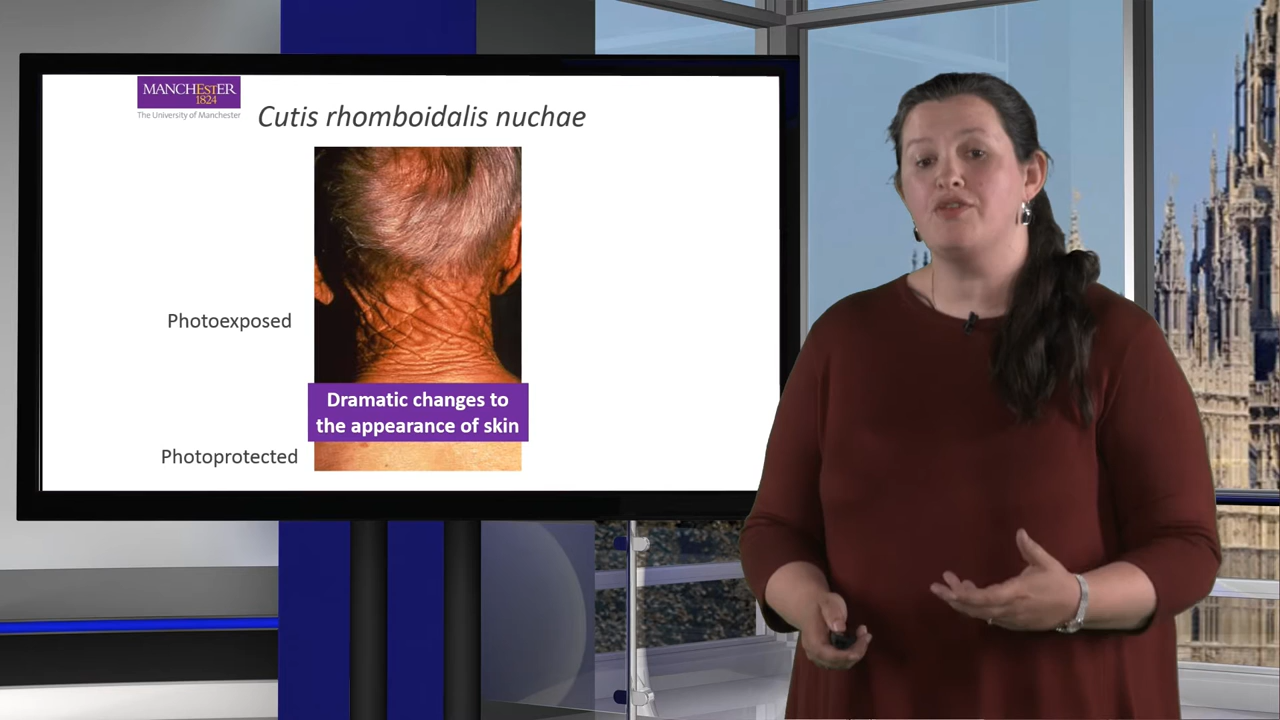 MANCHESTER
1824
The University of Manchester
Cutis rhomboidalis nuchae
Photoexposed
Dramatic changes to
the appearance of skin
Photoprotected